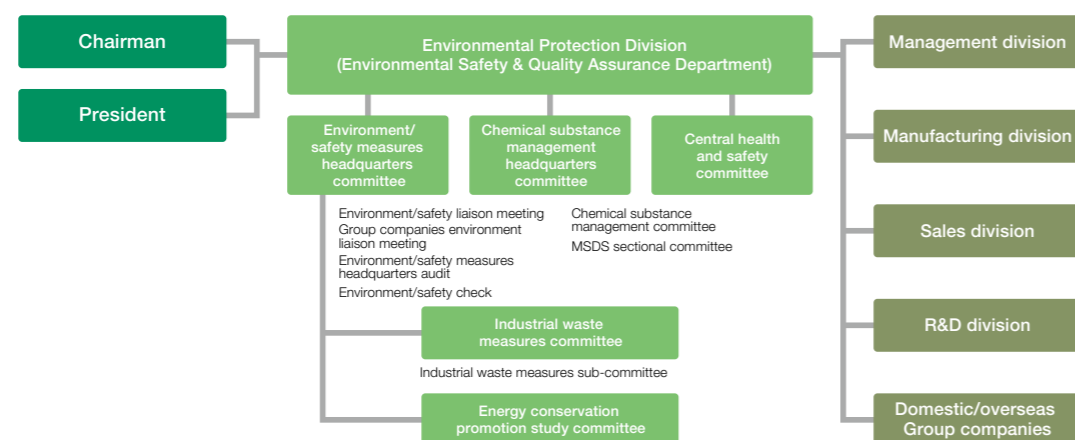 Chairman
President
Environmental Protection Division
(Environmental Safety & Quality Assurance Department)
Environment/
safety measures
headquarters
committee
Chemical substance
management
headquarters
committee
Central health
and safety
committee
Environment/safety liaison meeting
Group companies environment
liaison meeting
Environment/safety measures
headquarters audit
Environment/safety check
Chemical substance
management committee
MSDS sectional committee
Industrial waste
measures committee
Industrial waste measures sub-committee
Energy conservation
promotion study committee
Management division
Manufacturing division
Sales division
R&D division
Domestic/overseas
Group companies